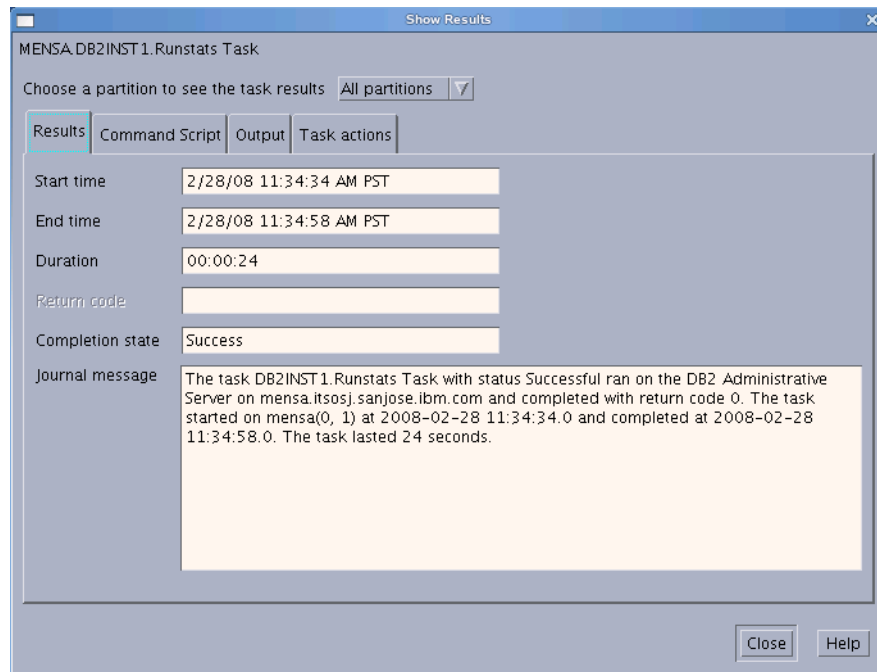 Show Results
MENSA.DB2INST1.Runstats Task
Choose a partition to see the task results All partitions
Results Command Script Output Task actions
Start time 2/28/08 11:34:34 AM PST
End time 2/28/08 11:34:58 AM PST
Duration 00:00:24
Return code
Completion state Success
Journal message
The task DB2INST1.Runstats Task with status Successful ran on the DB2 Administrative
Server on mensa.itsosj.sanjose.ibm.com and completed with return code 0. The task
started on mensa(0, 1) at 2008-02-28 11:34:34.0 and completed at 2008-02-28
11:34:58.0. The task lasted 24 seconds.
Close Help